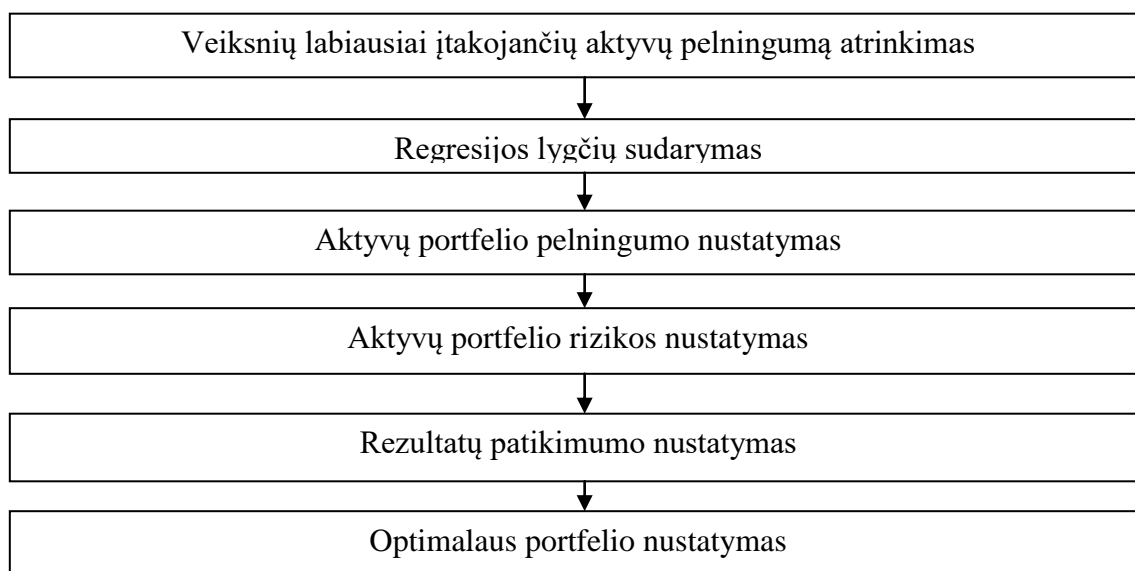 Veiksnių labiausiai įtakojančių aktyvų pelningumą atrinkimas
Regresijos lygčių sudarymas
Aktyvų portfelio pelningumo nustatymas
Aktyvų portfelio rizikos nustatymas
Rezultatų patikimumo nustatymas
Optimalaus portfelio nustatymas